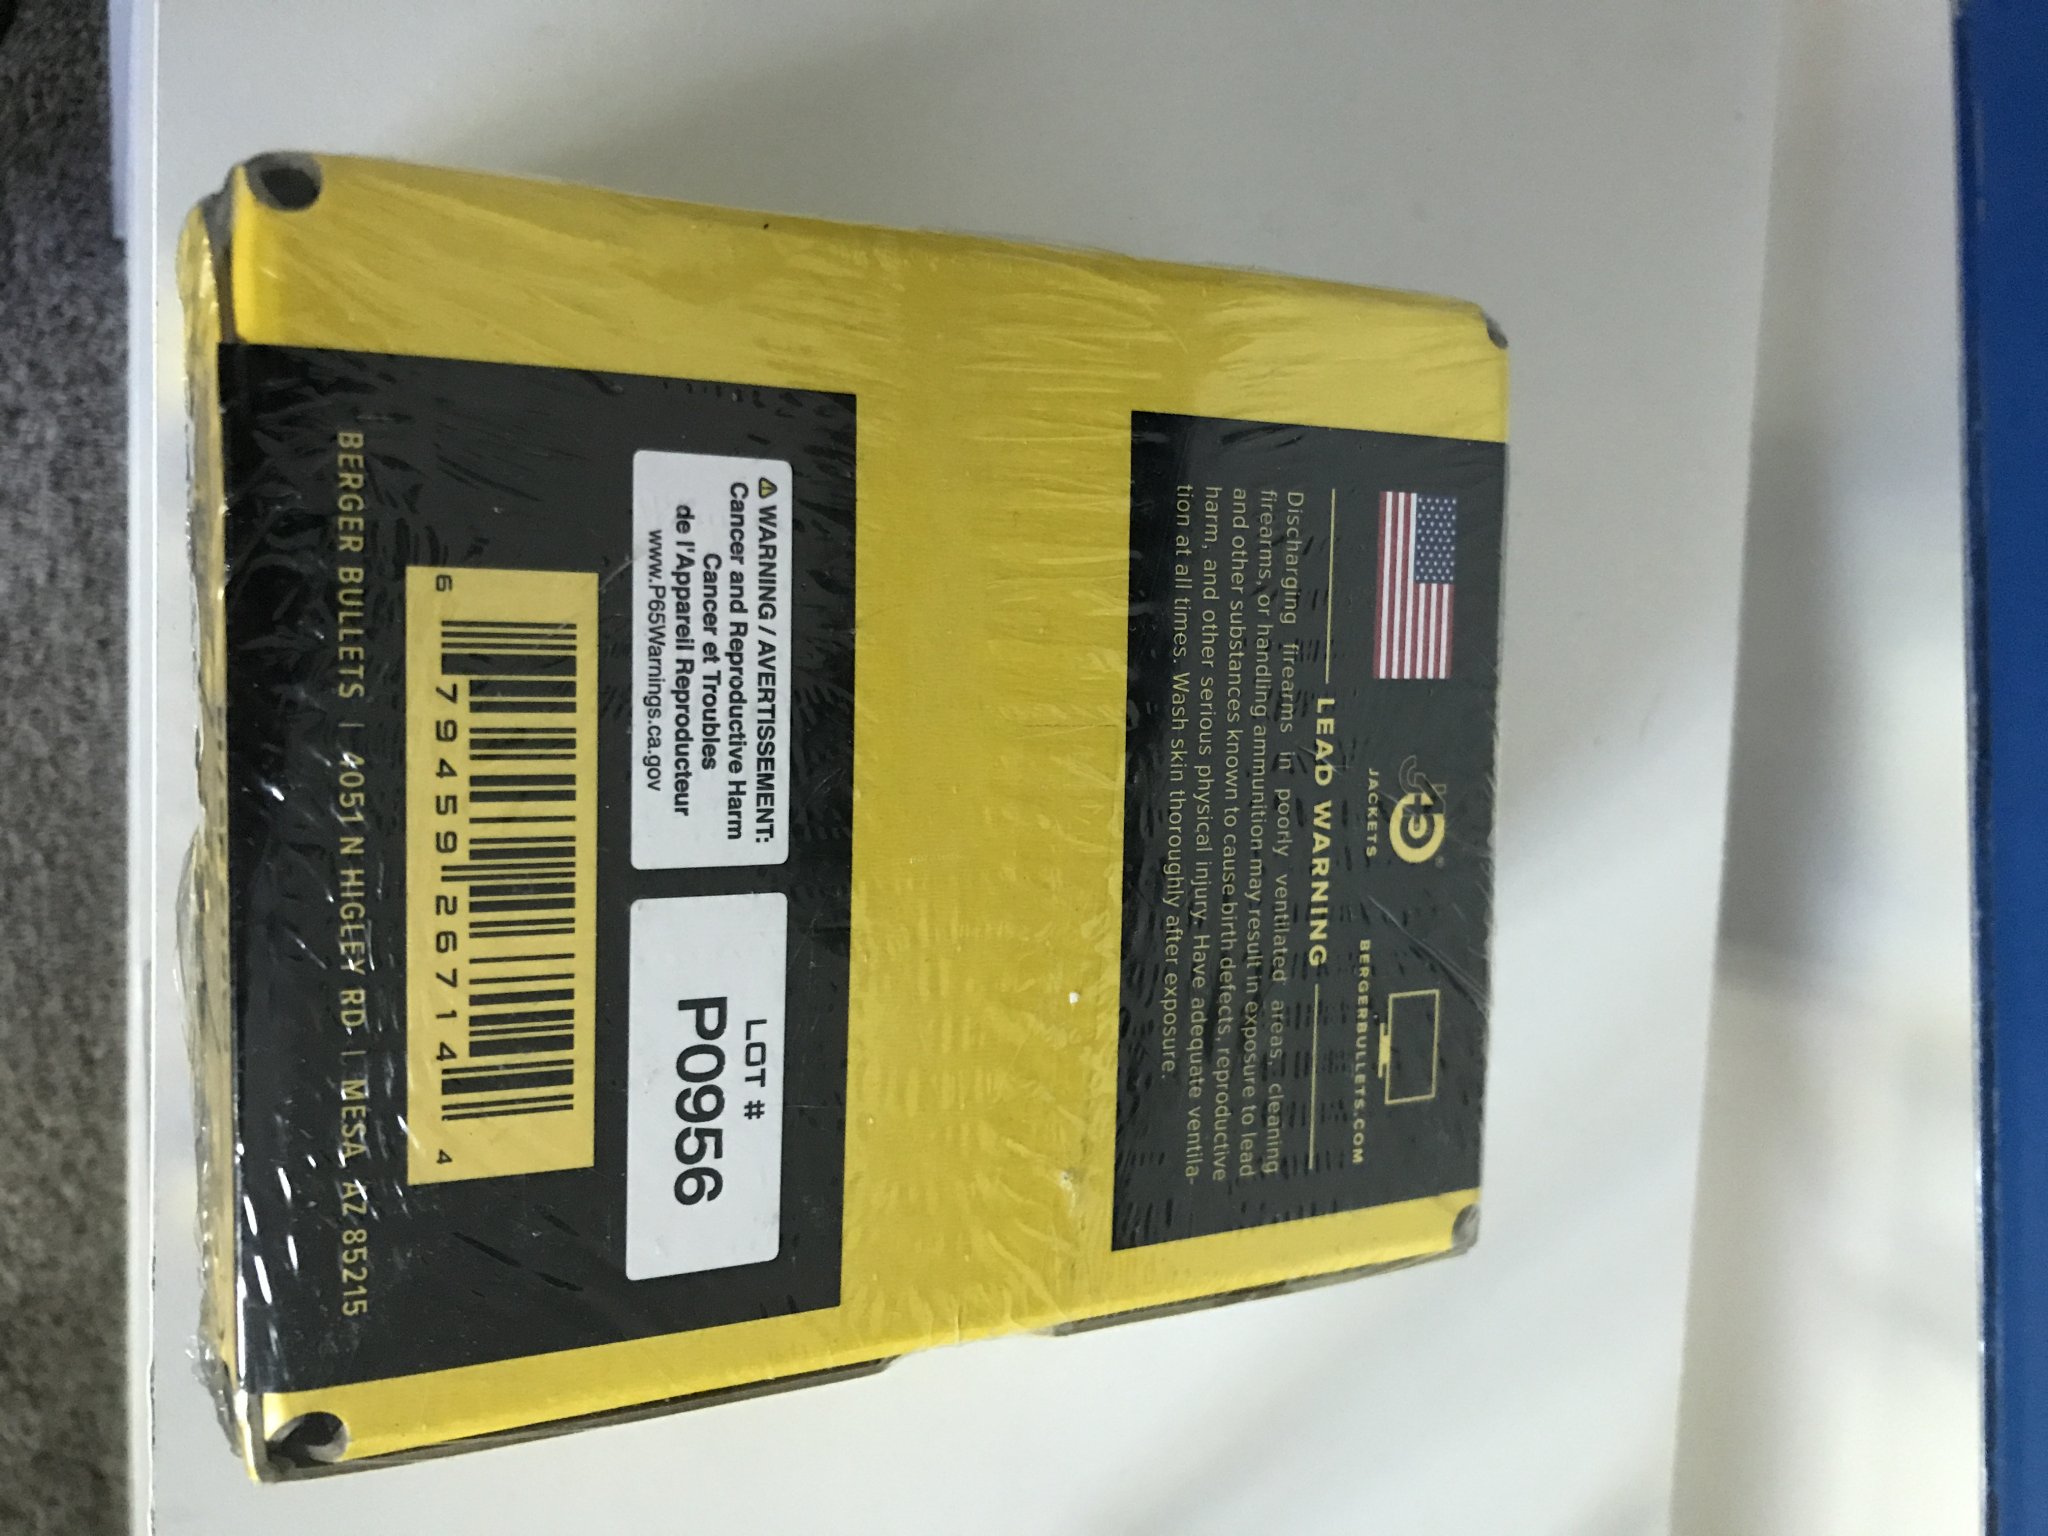 J4
JACKETS
BERGERBULLETS.COM
LEAD WARNING
Discharging firearms in poorly ventilated areas, cleaning
firearms, or handling ammunition may result in exposure to lead
and other substances known to cause birth defects, reproductive
harm, and other serious physical injury. Have adequate ventila-
tion at all times. Wash skin thoroughly after exposure.
WARNING / AVERTISSEMENT:
Cancer and Reproductive Harm
Cancer et Troubles
de l'Appareil Reproducteur
www.P65Warnings.ca.gov
LOT #
P0956
6 79459 26714 4
BERGER BULLETS | 4051 N HIGLEY RD | MESA, AZ 85215